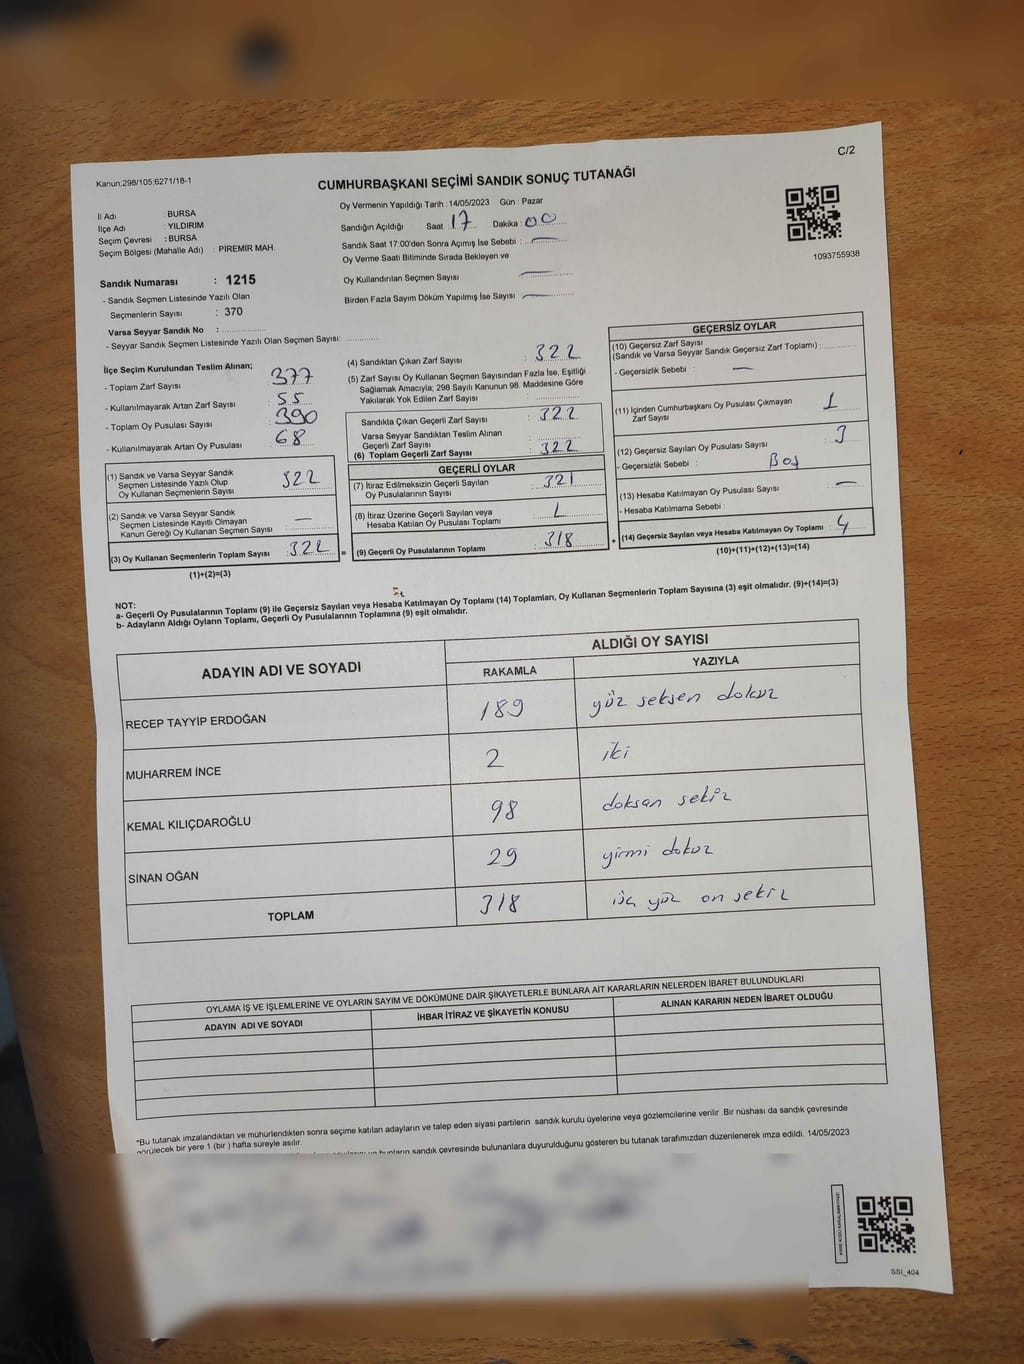 Kanun;298/105;6271/18-1
C/2
CUMHURBAŞKANI SEÇİMİ SANDIK SONUÇ TUTANAĞI
İl Adı : BURSA
İlçe Adı : YILDIRIM
Seçim Çevresi : BURSA
Seçim Bölgesi (Mahalle Adı) : PİREMİR MAH.
Oy Vermenin Yapıldığı Tarih : 14/05/2023 Gün : Pazar
Sandığın Açıldığı Saat : 17 Dakika : 00
Sandık Saat 17:00'den Sonra Açımış İse Sebebi :
Oy Verme Saati Bitiminde Sırada Bekleyen ve
Oy Kullandırılan Seçmen Sayısı
Birden Fazla Sayım Döküm Yapılmış İse Sayısı :
1093755938
Sandık Numarası : 1215
- Sandık Seçmen Listesinde Yazılı Olan
Seçmenlerin Sayısı : 370
Varsa Seyyar Sandık No :
- Seyyar Sandık Seçmen Listesinde Yazılı Olan Seçmen Sayısı:
İlçe Seçim Kurulundan Teslim Alınan;
- Toplam Zarf Sayısı : 377
- Kullanılmayarak Artan Zarf Sayısı : 55
- Toplam Oy Pusulası Sayısı : 390
- Kullanılmayarak Artan Oy Pusulası 68
(1) Sandık ve Varsa Seyyar Sandık
Seçmen Listesinde Yazılı Olup
Oy Kullanan Seçmenlerin Sayısı 322
(2) Sandık ve Varsa Seyyar Sandık
Seçmen Listesinde Kayıtlı Olmayan
Kanun Gereği Oy Kullanan Seçmen Sayısı : —
(3) Oy Kullanan Seçmenlerin Toplam Sayısı : 322
(1)+(2)=(3)
(4) Sandıktan Çıkan Zarf Sayısı : 322
(5) Zarf Sayısı Oy Kullanan Seçmen Sayısından Fazla İse, Eşitliği
Sağlamak Amacıyla; 298 Sayılı Kanunun 98. Maddesine Göre
Yakılarak Yok Edilen Zarf Sayısı :
Sandıkta Çıkan Geçerli Zarf Sayısı : 322
Varsa Seyyar Sandıktan Teslim Alınan
Geçerli Zarf Sayısı :
(6) Toplam Geçerli Zarf Sayısı : 322
GEÇERLİ OYLAR
(7) İtiraz Edilmeksizin Geçerli Sayılan
Oy Pusulalarının Sayısı : 321
(8) İtiraz Üzerine Geçerli Sayılan veya
Hesaba Katılan Oy Pusulası Toplamı :
= (9) Geçerli Oy Pusulalarının Toplamı : 318
GEÇERSİZ OYLAR
(10) Geçersiz Zarf Sayısı
(Sandık ve Varsa Seyyar Sandık Geçersiz Zarf Toplamı) :
- Geçersizlik Sebebi : —
(11) İçinden Cumhurbaşkanı Oy Pusulası Çıkmayan
Zarf Sayısı : 1
(12) Geçersiz Sayılan Oy Pusulası Sayısı : 3
- Geçersizlik Sebebi : Boş
(13) Hesaba Katılmayan Oy Pusulası Sayısı : —
- Hesaba Katılmama Sebebi :
+ (14) Geçersiz Sayılan veya Hesaba Katılmayan Oy Toplamı : 4
(10)+(11)+(12)+(13)=(14)
NOT:
a- Geçerli Oy Pusulalarının Toplamı (9) ile Geçersiz Sayılan veya Hesaba Katılmayan Oy Toplamı (14) Toplamları, Oy Kullanan Seçmenlerin Toplam Sayısına (3) eşit olmalıdır. (9)+(14)=(3)
b- Adayların Aldığı Oyların Toplamı, Geçerli Oy Pusulalarının Toplamına (9) eşit olmalıdır.
ADAYIN ADI VE SOYADI
ALDIĞI OY SAYISI
RAKAMLA YAZIYLA
RECEP TAYYİP ERDOĞAN 189 yüz seksen dokuz
MUHARREM İNCE 2 iki
KEMAL KILIÇDAROĞLU 98 doksan sekiz
SİNAN OĞAN 29 yirmi dokuz
TOPLAM 318 üç yüz on sekiz
OYLAMA İŞ VE İŞLEMLERİNE VE OYLARIN SAYIM VE DÖKÜMÜNE DAİR ŞİKAYETLERLE BUNLARA AİT KARARLARIN NELERDEN İBARET BULUNDUKLARI
ADAYIN ADI VE SOYADI İHBAR İTİRAZ VE ŞİKAYETİN KONUSU ALINAN KARARIN NEDEN İBARET OLDUĞU
*Bu tutanak imzalandıktan ve mühürlendikten sonra seçime katılan adayların ve talep eden siyasi partilerin sandık kurulu üyelerine veya gözlemcilerine verilir .Bir nüshası da sandık çevresinde
görülecek bir yere 1 (bir ) hafta süreyle asılır.
sandık çevresinde bulunanlara duyurulduğunu gösteren bu tutanak tarafımızdan düzenlenerek imza edildi. 14/05/2023
SSI_404